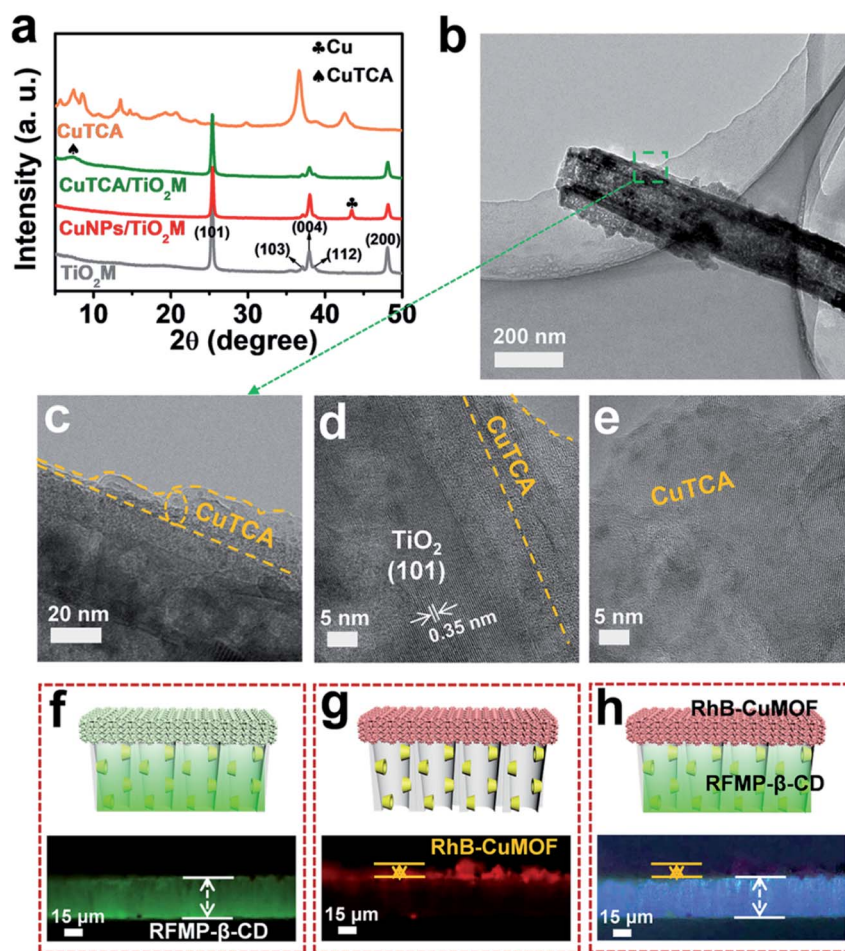 a
Intensity (a. u.)
♣Cu
♠CuTCA
CuTCA
♠
CuTCA/TiO₂M
♣
CuNPs/TiO₂M
(101)
(103)
(004)
(112)
(200)
TiO₂M
10 20 30 40 50
2θ (degree)
b
200 nm
c
CuTCA
20 nm
d
CuTCA
TiO₂
(101)
0.35 nm
5 nm
e
CuTCA
5 nm
f
15 μm
RFMP-β-CD
g
RhB-CuMOF
15 μm
h
RhB-CuMOF
RFMP-β-CD
15 μm